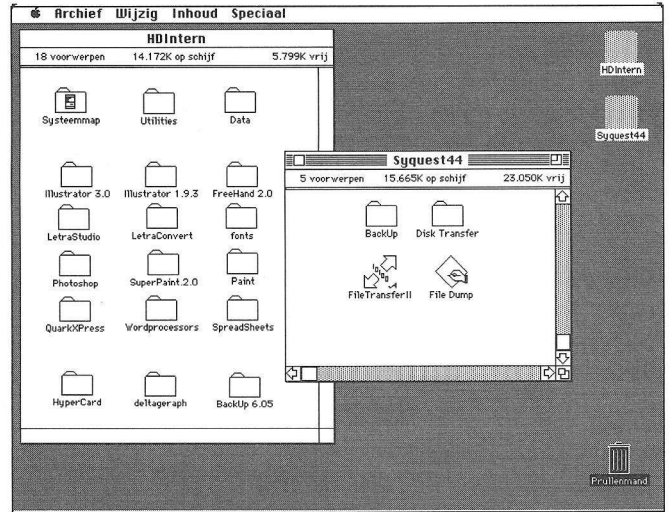 Archief Wijzig Inhoud Speciaal
HDIntern
18 voorwerpen 14.172K op schijf 5.799K vrij
Systeemmap Utilities Data
Illustrator 3.0 Illustrator 1.9.3 FreeHand 2.0
LetraStudio LetraConvert fonts
Photoshop SuperPaint.2.0 Paint
QuarkXPress Wordprocessors SpreadSheets
HyperCard deltageraph BackUp 6.05
Syquest44
5 voorwerpen 15.665K op schijf 23.050K vrij
BackUp Disk Transfer
FileTransferII File Dump
HDIntern
Syquest44
Prullenmand